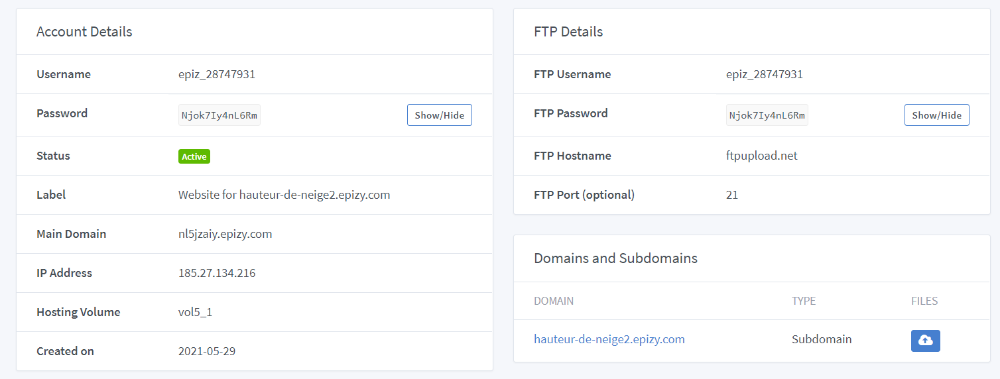 Account Details
Username epiz_28747931
Password Njok7Iy4nL6Rm Show/Hide
Status Active
Label Website for hauteur-de-neige2.epizy.com
Main Domain nl5jzaiy.epizy.com
IP Address 185.27.134.216
Hosting Volume vol5_1
Created on 2021-05-29
FTP Details
FTP Username epiz_28747931
FTP Password Njok7Iy4nL6Rm Show/Hide
FTP Hostname ftpupload.net
FTP Port (optional) 21
Domains and Subdomains
DOMAIN TYPE FILES
hauteur-de-neige2.epizy.com Subdomain